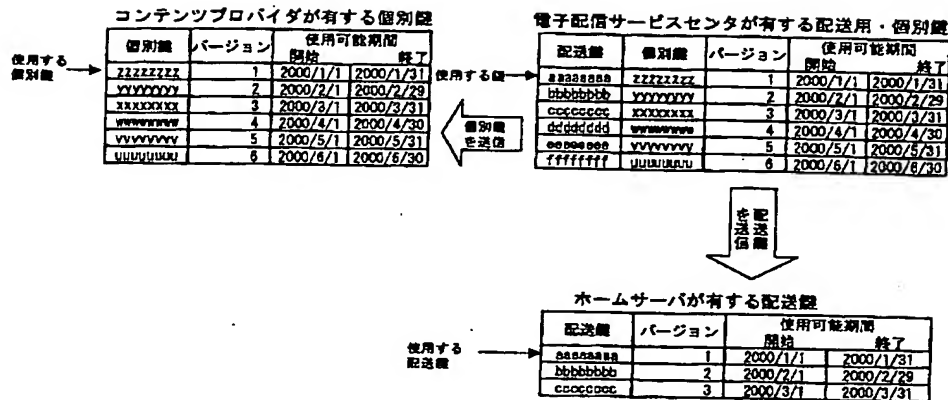 コンテンツプロバイダが有する個別鍵
個別鍵 バージョン 使用可能期間
開始 終了
使用する
個別鍵
zzzzzzzz 1 2000/1/1 2000/1/31
yyyyyyyy 2 2000/2/1 2000/2/29
xxxxxxxx 3 2000/3/1 2000/3/31
wwwwwwww 4 2000/4/1 2000/4/30
vvvvvvvv 5 2000/5/1 2000/5/31
uuuuuuuu 6 2000/6/1 2000/6/30
個別鍵
を送信
電子配信サービスセンタが有する配送用・個別鍵
配送鍵 個別鍵 バージョン 使用可能期間
開始 終了
使用する鍵
aaaaaaaa zzzzzzzz 1 2000/1/1 2000/1/31
bbbbbbbb yyyyyyyy 2 2000/2/1 2000/2/29
cccccccc xxxxxxxx 3 2000/3/1 2000/3/31
dddddddd wwwwwwww 4 2000/4/1 2000/4/30
eeeeeeee vvvvvvvv 5 2000/5/1 2000/5/31
ffffffff uuuuuuuu 6 2000/6/1 2000/6/30
配送鍵
を送信
ホームサーバが有する配送鍵
配送鍵 バージョン 使用可能期間
開始 終了
使用する
配送鍵
aaaaaaaa 1 2000/1/1 2000/1/31
bbbbbbbb 2 2000/2/1 2000/2/29
cccccccc 3 2000/3/1 2000/3/31